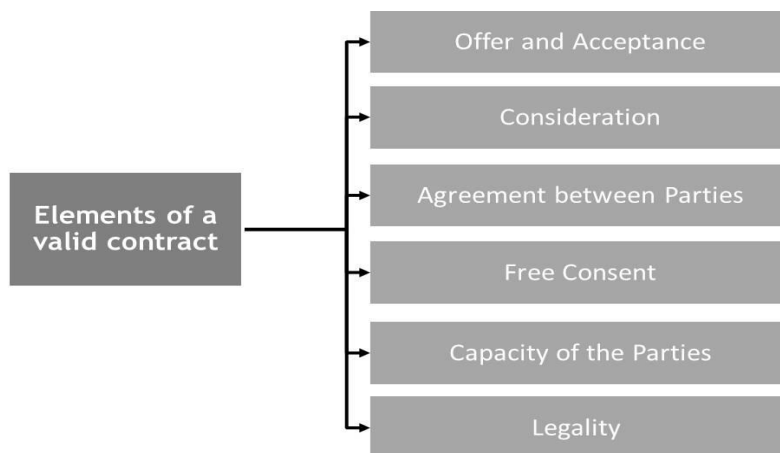 Elements of a
valid contract
Offer and Acceptance
Consideration
Agreement between Parties
Free Consent
Capacity of the Parties
Legality